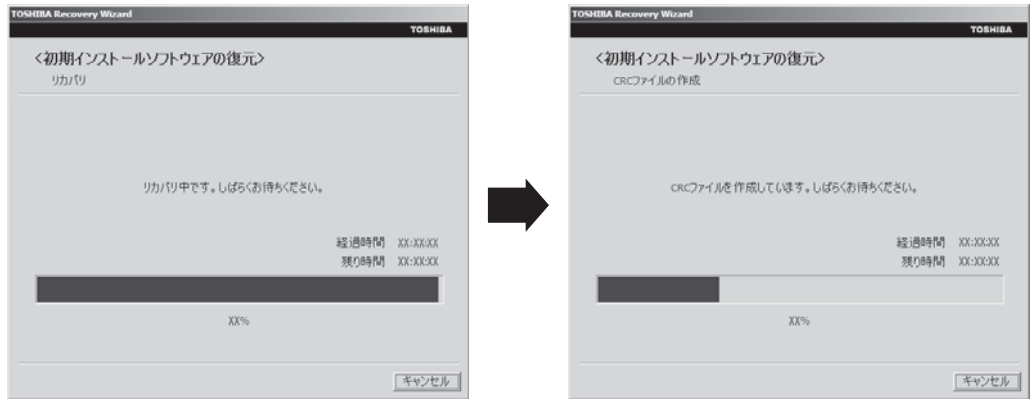 TOSHIBA Recovery Wizard
TOSHIBA
<初期インストールソフトウェアの復元>
リカバリ
リカバリ中です。しばらくお待ちください。
経過時間 XX:XX:XX
残り時間 XX:XX:XX
XX%
キャンセル
TOSHIBA Recovery Wizard
TOSHIBA
<初期インストールソフトウェアの復元>
CRCファイルの作成
CRCファイルを作成しています。しばらくお待ちください。
経過時間 XX:XX:XX
残り時間 XX:XX:XX
XX%
キャンセル